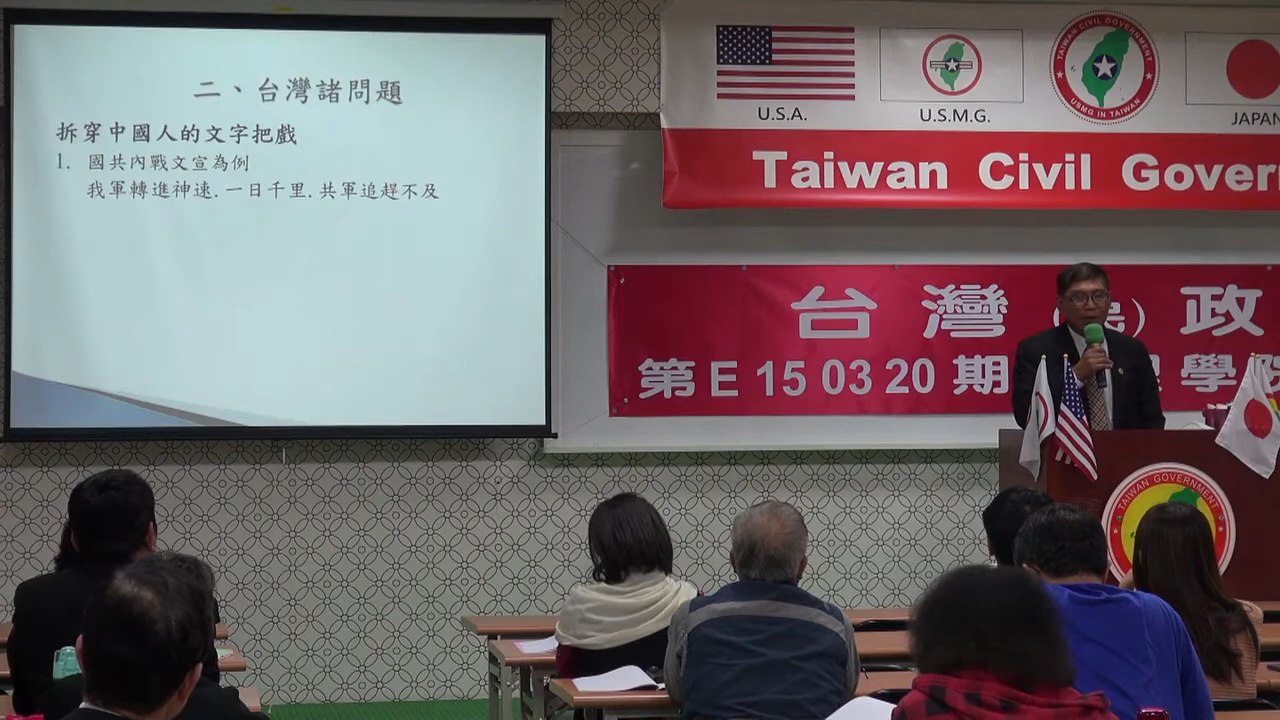 二、台灣諸問題
拆穿中國人的文字把戲
1. 國共內戰文宣為例
我軍轉進神速.一日千里.共軍追趕不及
U.S.A.
U.S.M.G.
TAIWAN CIVIL GOVERNMENT
USMG IN TAIWAN
JAPAN
Taiwan Civil Gover
台灣（民）政
第E 15 03 20 期 學院
TAIWAN GOVERNMENT